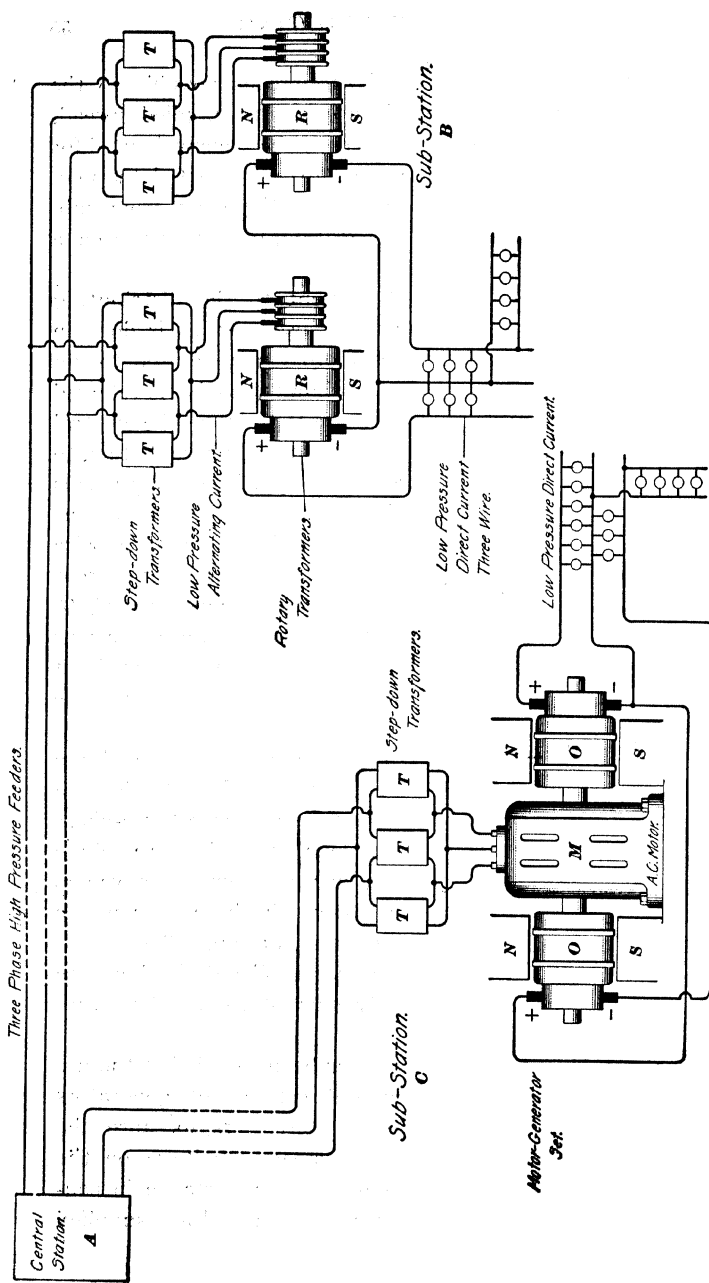 Three Phase High Pressure Feeders.
Central
Station.
A
T
T
T
T
T
T
Step-down
Transformers
Low Pressure
Alternating Current
N
R
S
+
-
N
R
S
+
-
Rotary
Transformers
Sub-Station.
B
Low Pressure
Direct Current
Three Wire.
Step-down
Transformers.
T
T
T
Sub-Station.
C
Low Pressure Direct Current.
N
O
S
+
-
M
A.C. Motor.
N
O
S
+
-
Motor-Generator
Set.